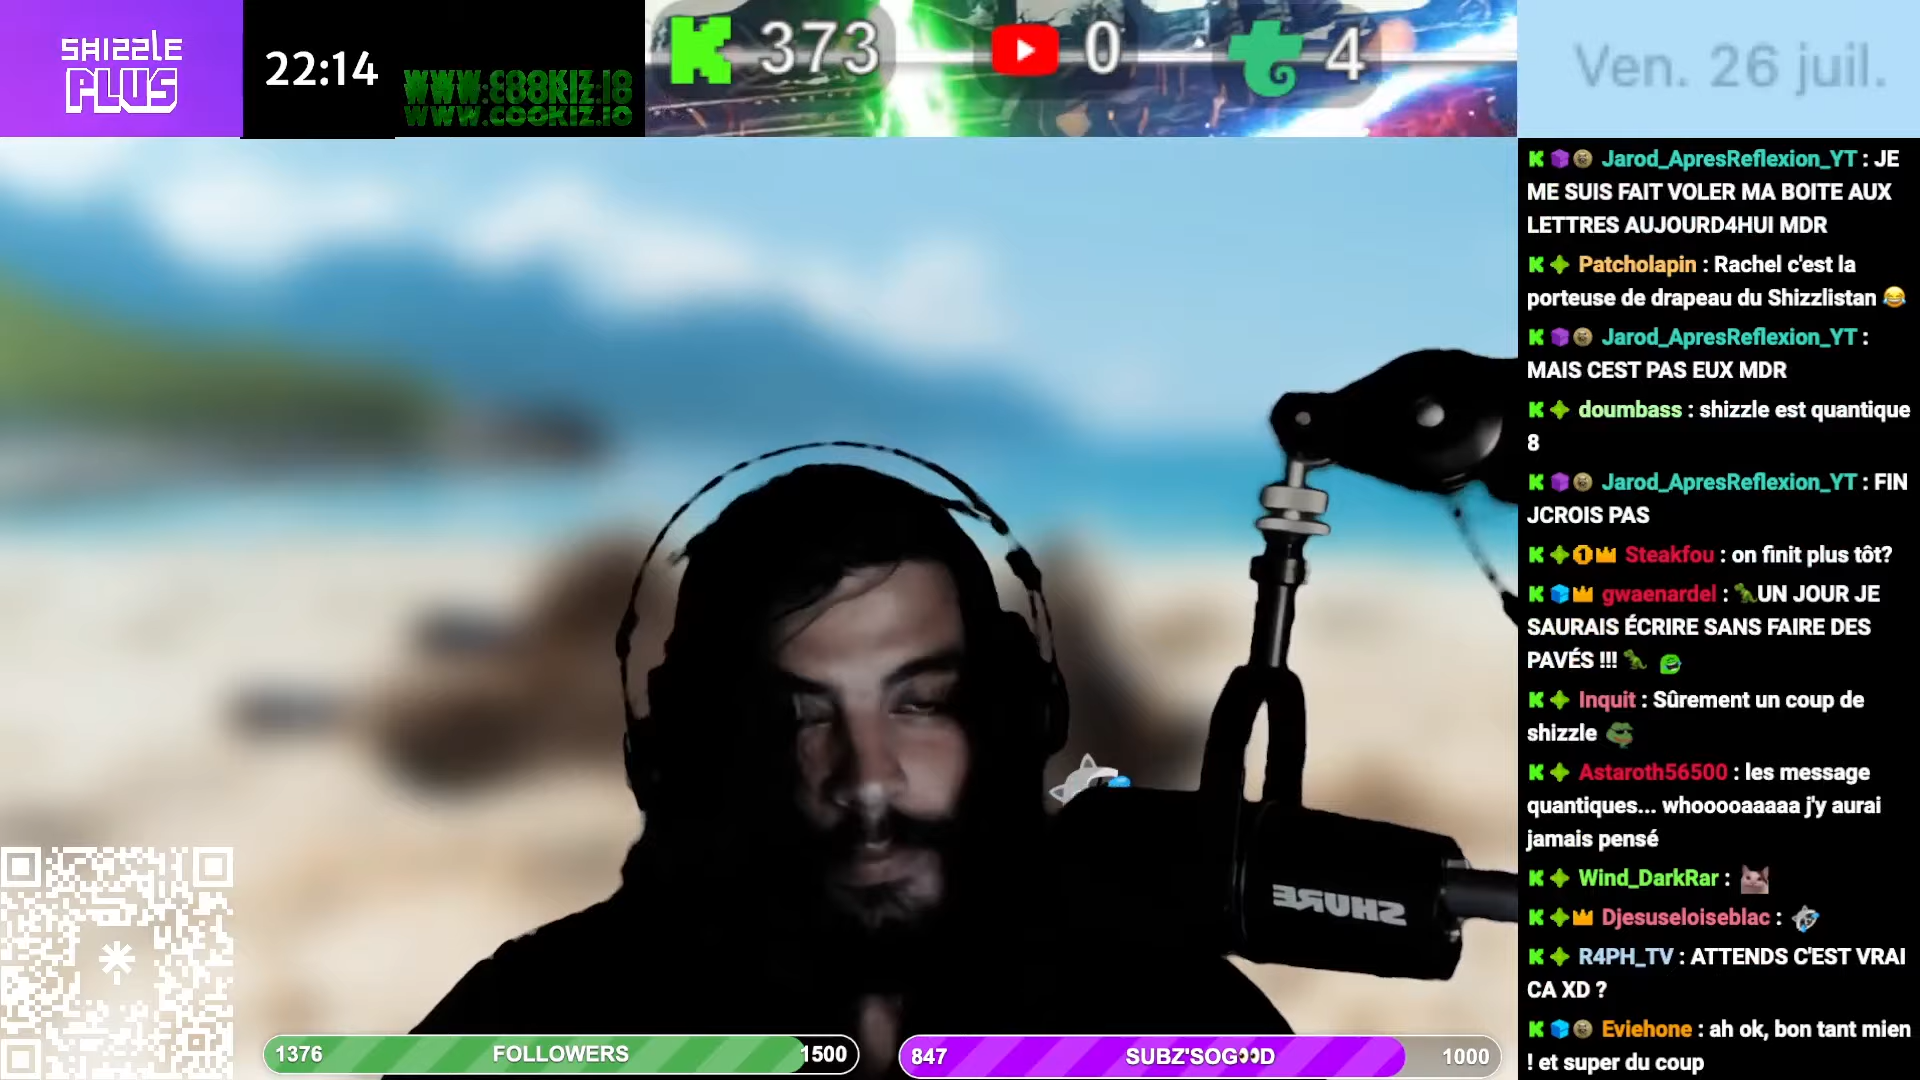 SHIZZLE
PLUS
22:14
WWW.COOKIZ.IO
WWW.COOKIZ.IO
373
0
4
Ven. 26 juil.
Jarod_ApresReflexion_YT : JE
ME SUIS FAIT VOLER MA BOITE AUX
LETTRES AUJOURD4HUI MDR
Patcholapin : Rachel c'est la
porteuse de drapeau du Shizzlistan 😂
Jarod_ApresReflexion_YT :
MAIS CEST PAS EUX MDR
doumbass : shizzle est quantique
8
Jarod_ApresReflexion_YT : FIN
JCROIS PAS
Steakfou : on finit plus tôt?
gwaenardel : 🦖UN JOUR JE
SAURAIS ÉCRIRE SANS FAIRE DES
PAVÉS !!! 🦖
Inquit : Sûrement un coup de
shizzle
Astaroth56500 : les message
quantiques... whooooaaaaa j'y aurai
jamais pensé
Wind_DarkRar :
Djesuseloiseblac :
R4PH_TV : ATTENDS C'EST VRAI
CA XD ?
Eviehone : ah ok, bon tant mien
! et super du coup
SHURE
1376 FOLLOWERS 1500
847 SUBZ'SOG👀D 1000